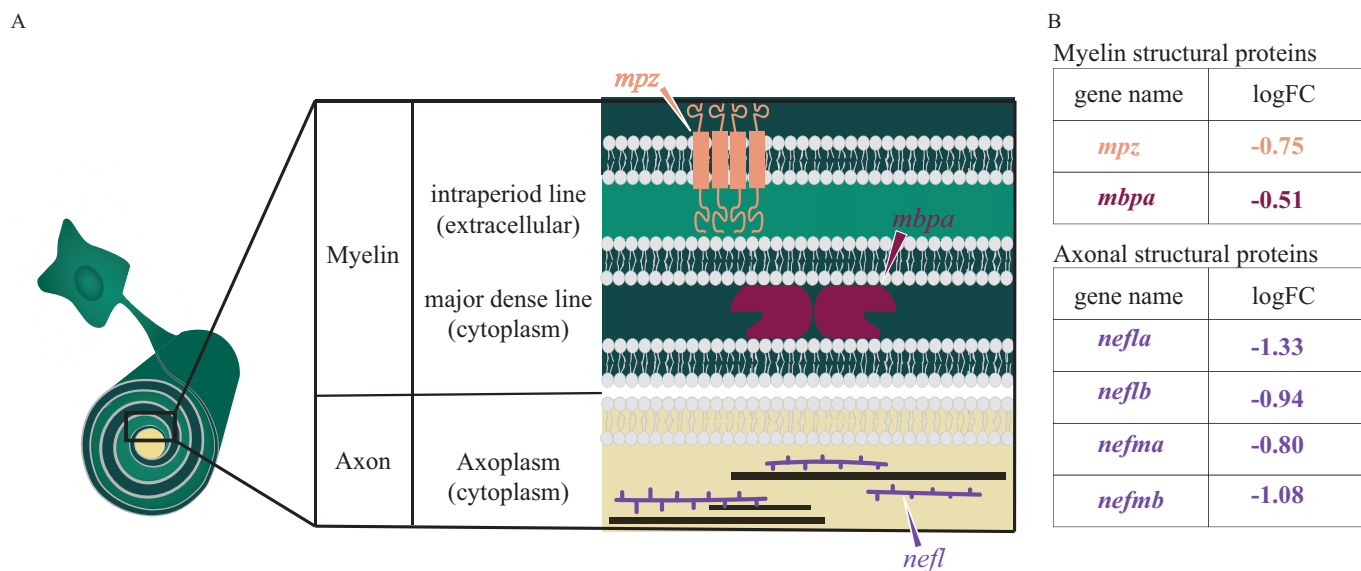 A
mpz
Myelin
intraperiod line
(extracellular)
mbpa
major dense line
(cytoplasm)
Axon
Axoplasm
(cytoplasm)
nefl
B
Myelin structural proteins
gene name logFC
mpz -0.75
mbpa -0.51
Axonal structural proteins
gene name logFC
nefla -1.33
neflb -0.94
nefma -0.80
nefmb -1.08